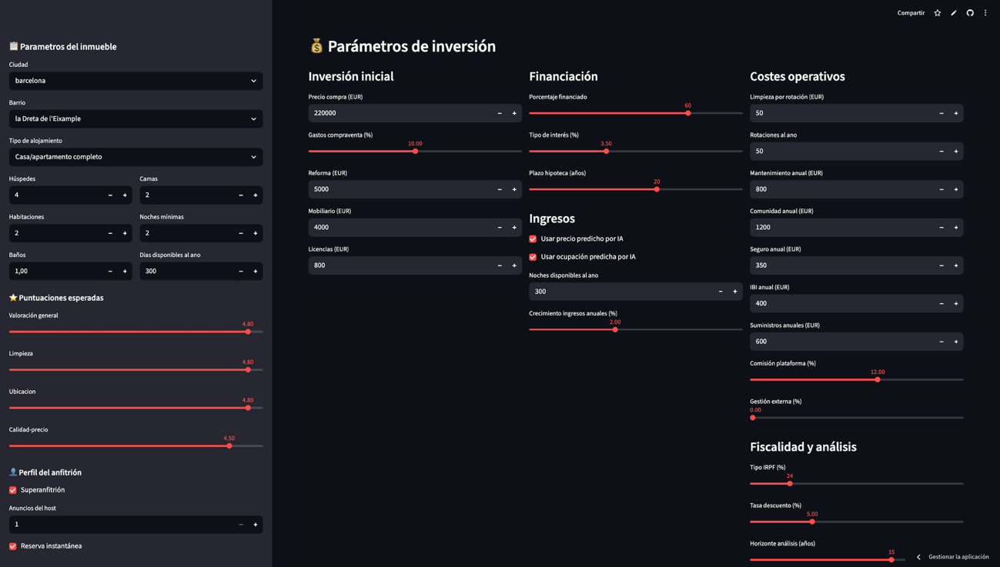 Compartir
Parametros del inmueble
Ciudad
barcelona
Barrio
la Dreta de l'Eixample
Tipo de alojamiento
Casa/apartamento completo
Húspedes
Camas
4
2
Habitaciones
Noches mínimas
2
2
Baños
Dias disponibles al ano
1,00
300
Puntuaciones esperadas
Valoración general
4.80
Limpieza
4.80
Ubicacion
4.80
Calidad-precio
4.50
Perfil del anfitrión
Superanfitrión
Anuncios del host
1
Reserva instantánea
Parámetros de inversión
Inversión inicial
Precio compra (EUR)
220000
Gastos compraventa (%)
10.00
Reforma (EUR)
5000
Mobiliario (EUR)
4000
Licencias (EUR)
800
Financiación
Porcentaje financiado
60
Tipo de interés (%)
3.50
Plazo hipoteca (años)
20
Ingresos
Usar precio predicho por IA
Usar ocupación predicha por IA
Noches disponibles al año
300
Crecimiento ingresos anuales (%)
2.00
Costes operativos
Limpieza por rotación (EUR)
50
Rotaciones al ano
50
Mantenimiento anual (EUR)
800
Comunidad anual (EUR)
1200
Seguro anual (EUR)
350
IBI anual (EUR)
400
Suministros anuales (EUR)
600
Comisión plataforma (%)
12.00
Gestión externa (%)
0.00
Fiscalidad y análisis
Tipo IRPF (%)
24
Tasa descuento (%)
5.00
Horizonte análisis (años)
15
Gestionar la aplicación